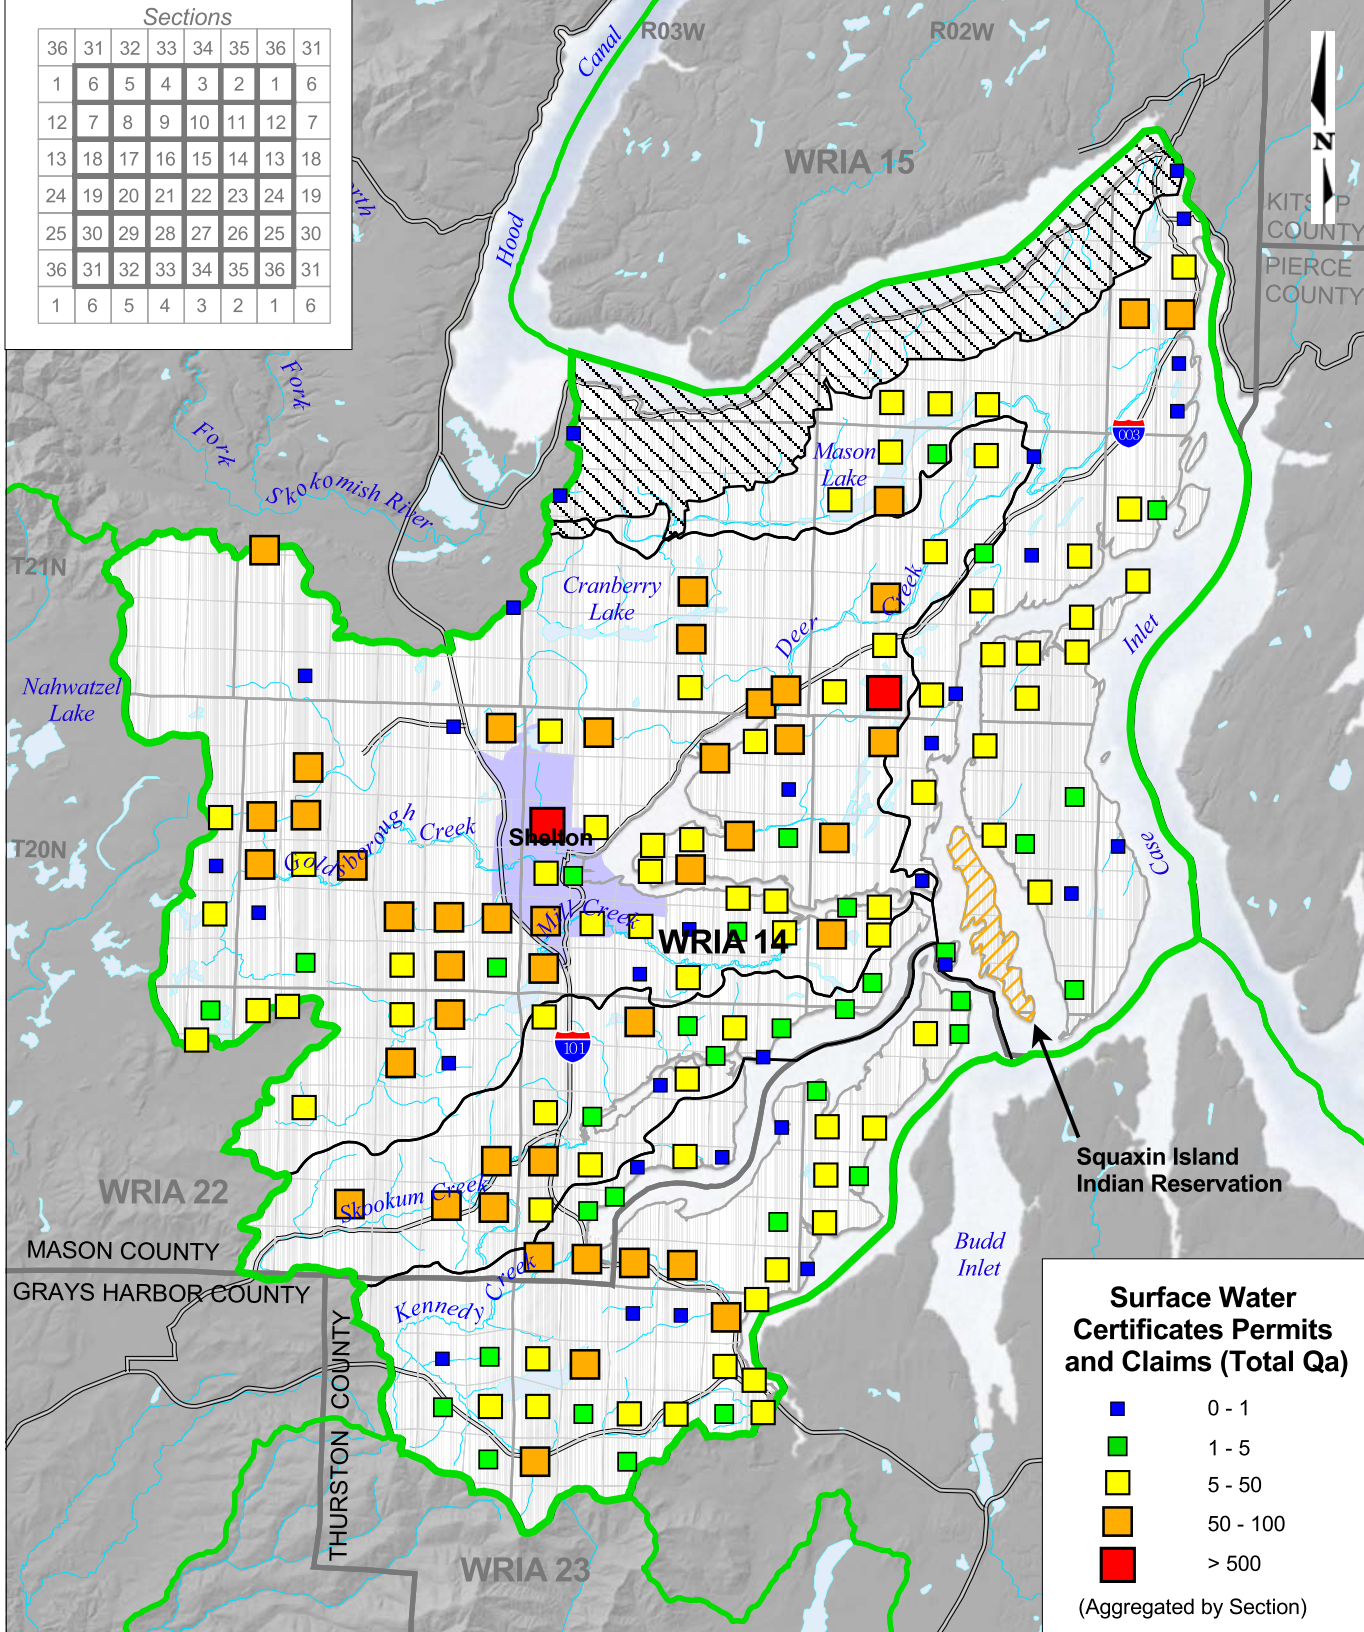 Sections
36 31 32 33 34 35 36 31
1 6 5 4 3 2 1 6
12 7 8 9 10 11 12 7
13 18 17 16 15 14 13 18
24 19 20 21 22 23 24 19
25 30 29 28 27 26 25 30
36 31 32 33 34 35 36 31
1 6 5 4 3 2 1 6
R03W
R02W
Canal
Hood
WRIA 15
N
KITSAP
COUNTY
PIERCE
COUNTY
orth
Fork
Fork
Skokomish River
003
Mason
Lake
T21N
Cranberry
Lake
Deer
Creek
Inlet
Nahwatzel
Lake
T20N
Goldsborough
Creek
Shelton
Case
Mill Creek
WRIA 14
101
Squaxin Island
Indian Reservation
WRIA 22
Skookum Creek
MASON COUNTY
GRAYS HARBOR COUNTY
Budd
Inlet
Kennedy
Creek
THURSTON COUNTY
WRIA 23
Surface Water
Certificates Permits
and Claims (Total Qa)
0 - 1
1 - 5
5 - 50
50 - 100
> 500
(Aggregated by Section)